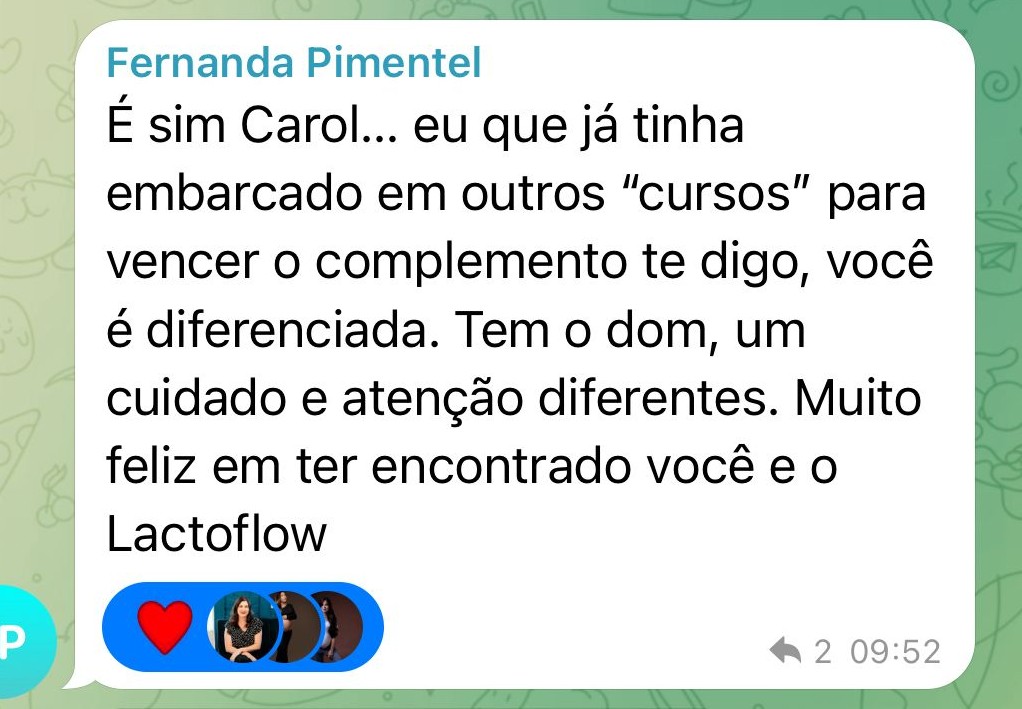 Fernanda Pimentel
É sim Carol... eu que já tinha
embarcado em outros “cursos” para
vencer o complemento te digo, você
é diferenciada. Tem o dom, um
cuidado e atenção diferentes. Muito
feliz em ter encontrado você e o
Lactoflow
P
2 09:52